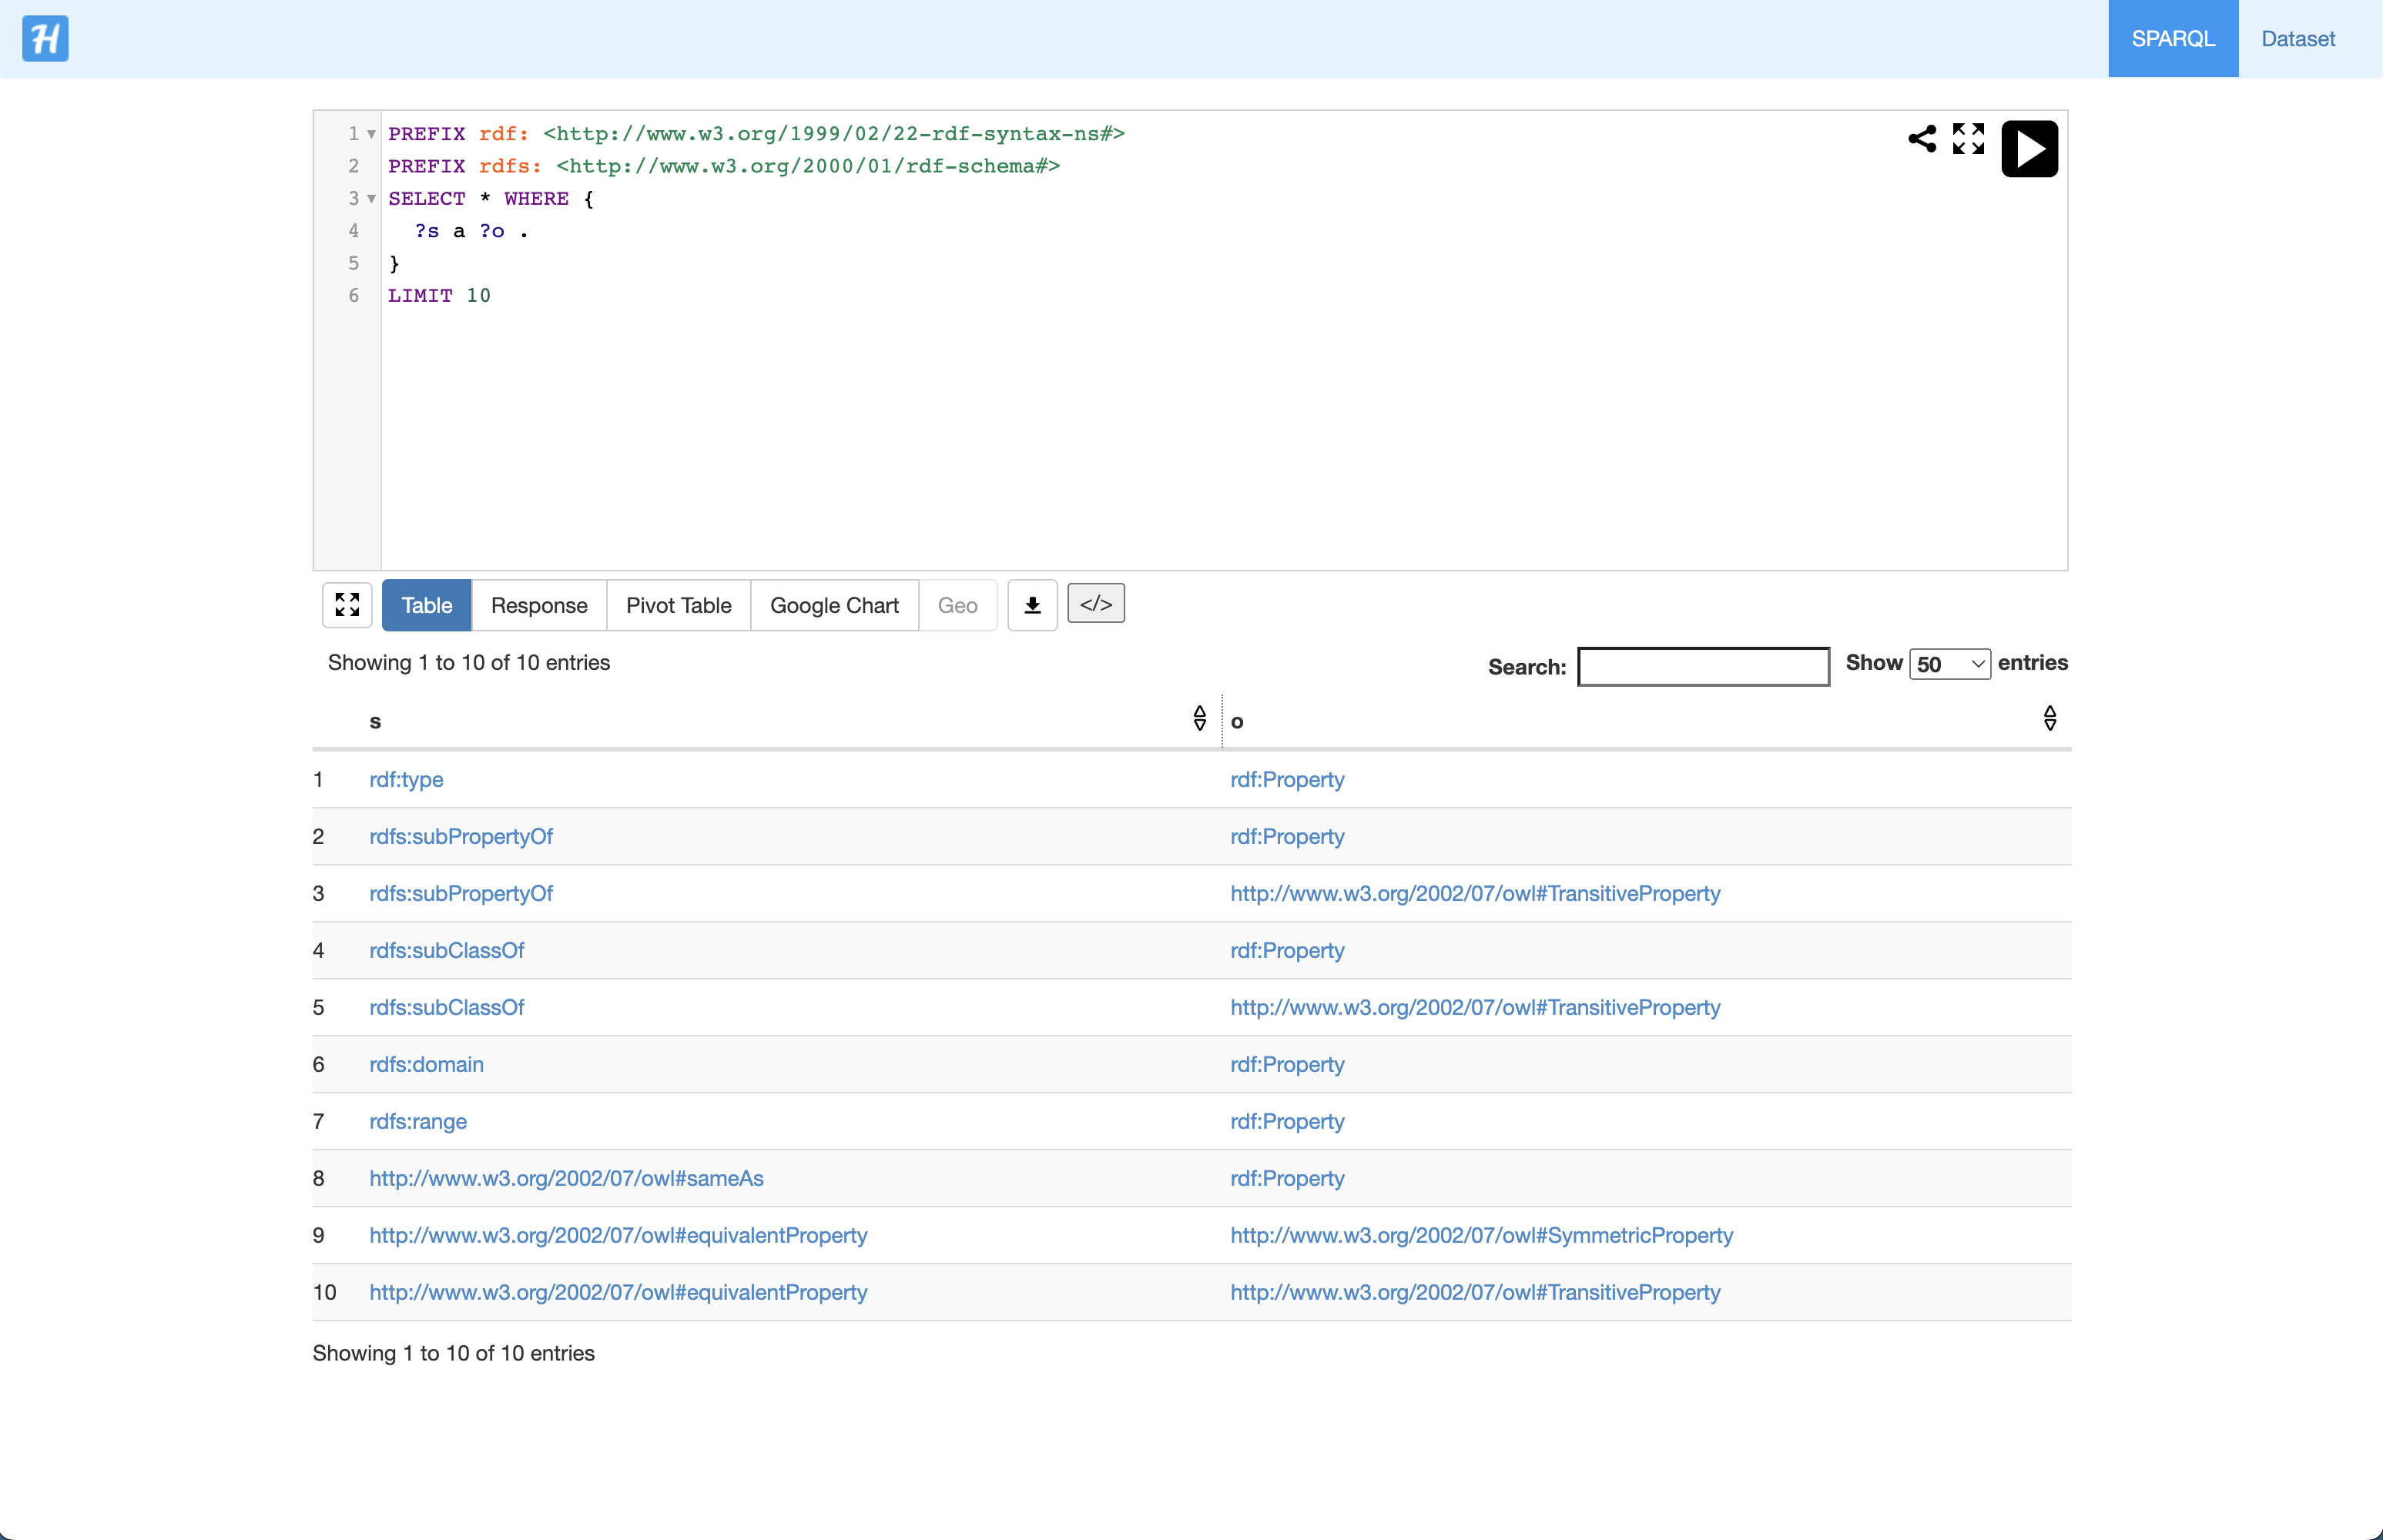 H
SPARQL Dataset
1 PREFIX rdf: <http://www.w3.org/1999/02/22-rdf-syntax-ns#>
2 PREFIX rdfs: <http://www.w3.org/2000/01/rdf-schema#>
3 SELECT * WHERE {
4 ?s a ?o .
5 }
6 LIMIT 10
Table Response Pivot Table Google Chart Geo </>
Showing 1 to 10 of 10 entries Search: Show 50 entries
s o
1 rdf:type rdf:Property
2 rdfs:subPropertyOf rdf:Property
3 rdfs:subPropertyOf http://www.w3.org/2002/07/owl#TransitiveProperty
4 rdfs:subClassOf rdf:Property
5 rdfs:subClassOf http://www.w3.org/2002/07/owl#TransitiveProperty
6 rdfs:domain rdf:Property
7 rdfs:range rdf:Property
8 http://www.w3.org/2002/07/owl#sameAs rdf:Property
9 http://www.w3.org/2002/07/owl#equivalentProperty http://www.w3.org/2002/07/owl#SymmetricProperty
10 http://www.w3.org/2002/07/owl#equivalentProperty http://www.w3.org/2002/07/owl#TransitiveProperty
Showing 1 to 10 of 10 entries